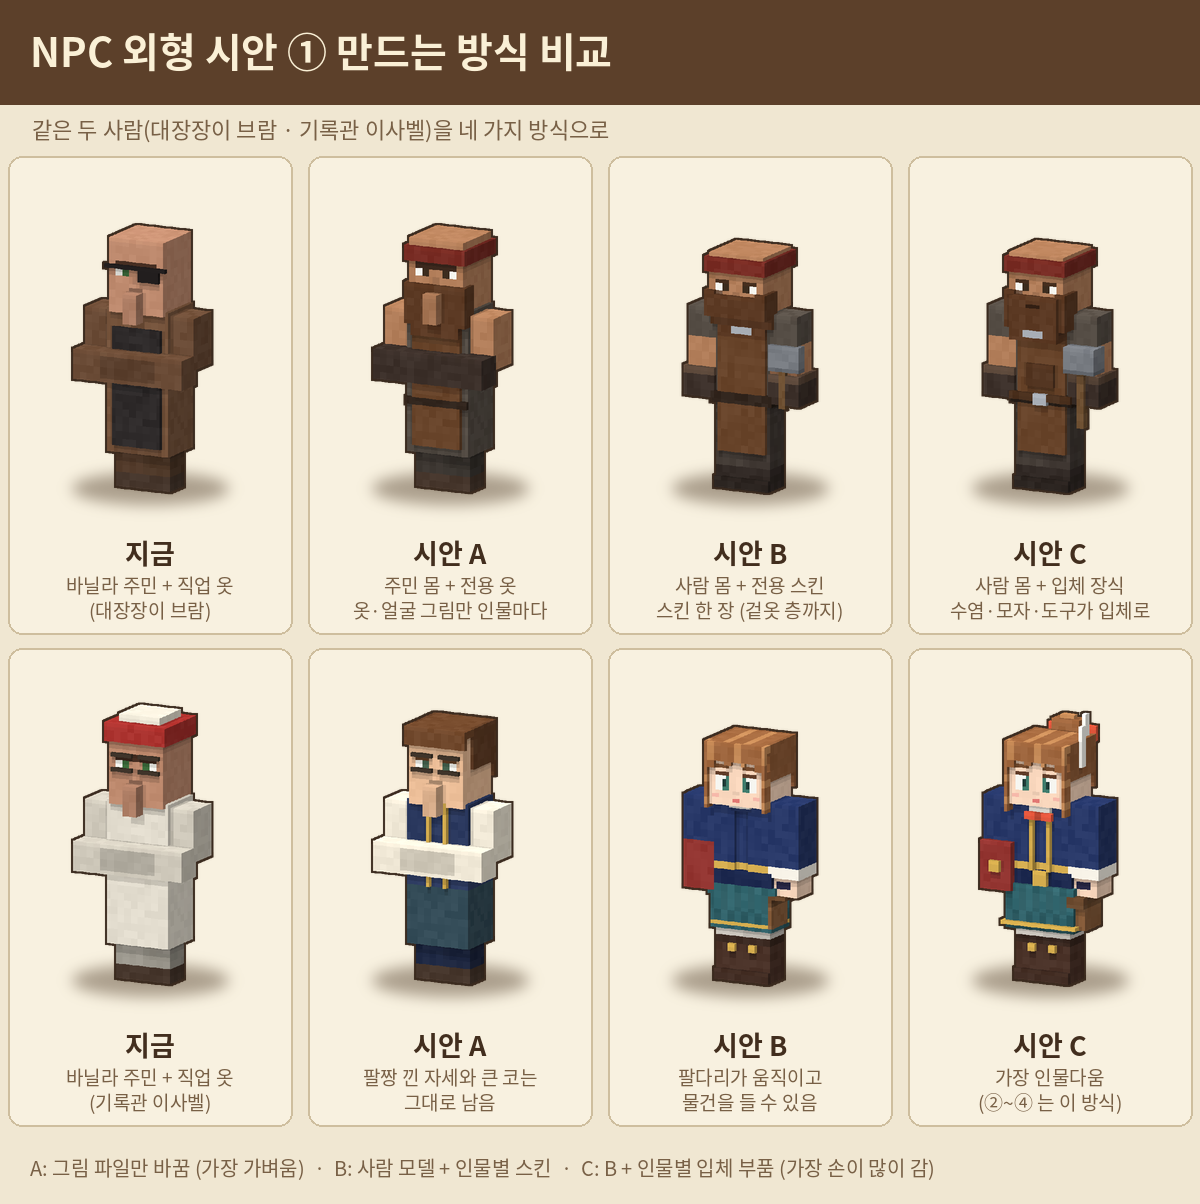 NPC 외형 시안 ① 만드는 방식 비교
같은 두 사람(대장장이 브람 · 기록관 이사벨)을 네 가지 방식으로
지금
바닐라 주민 + 직업 옷
(대장장이 브람)
시안 A
주민 몸 + 전용 옷
옷·얼굴 그림만 인물마다
시안 B
사람 몸 + 전용 스킨
스킨 한 장 (겉옷 층까지)
시안 C
사람 몸 + 입체 장식
수염·모자·도구가 입체로
지금
바닐라 주민 + 직업 옷
(기록관 이사벨)
시안 A
팔짱 낀 자세와 큰 코는
그대로 남음
시안 B
팔다리가 움직이고
물건을 들 수 있음
시안 C
가장 인물다움
(②~④ 는 이 방식)
A: 그림 파일만 바꿈 (가장 가벼움) · B: 사람 모델 + 인물별 스킨 · C: B + 인물별 입체 부품 (가장 손이 많이 감)